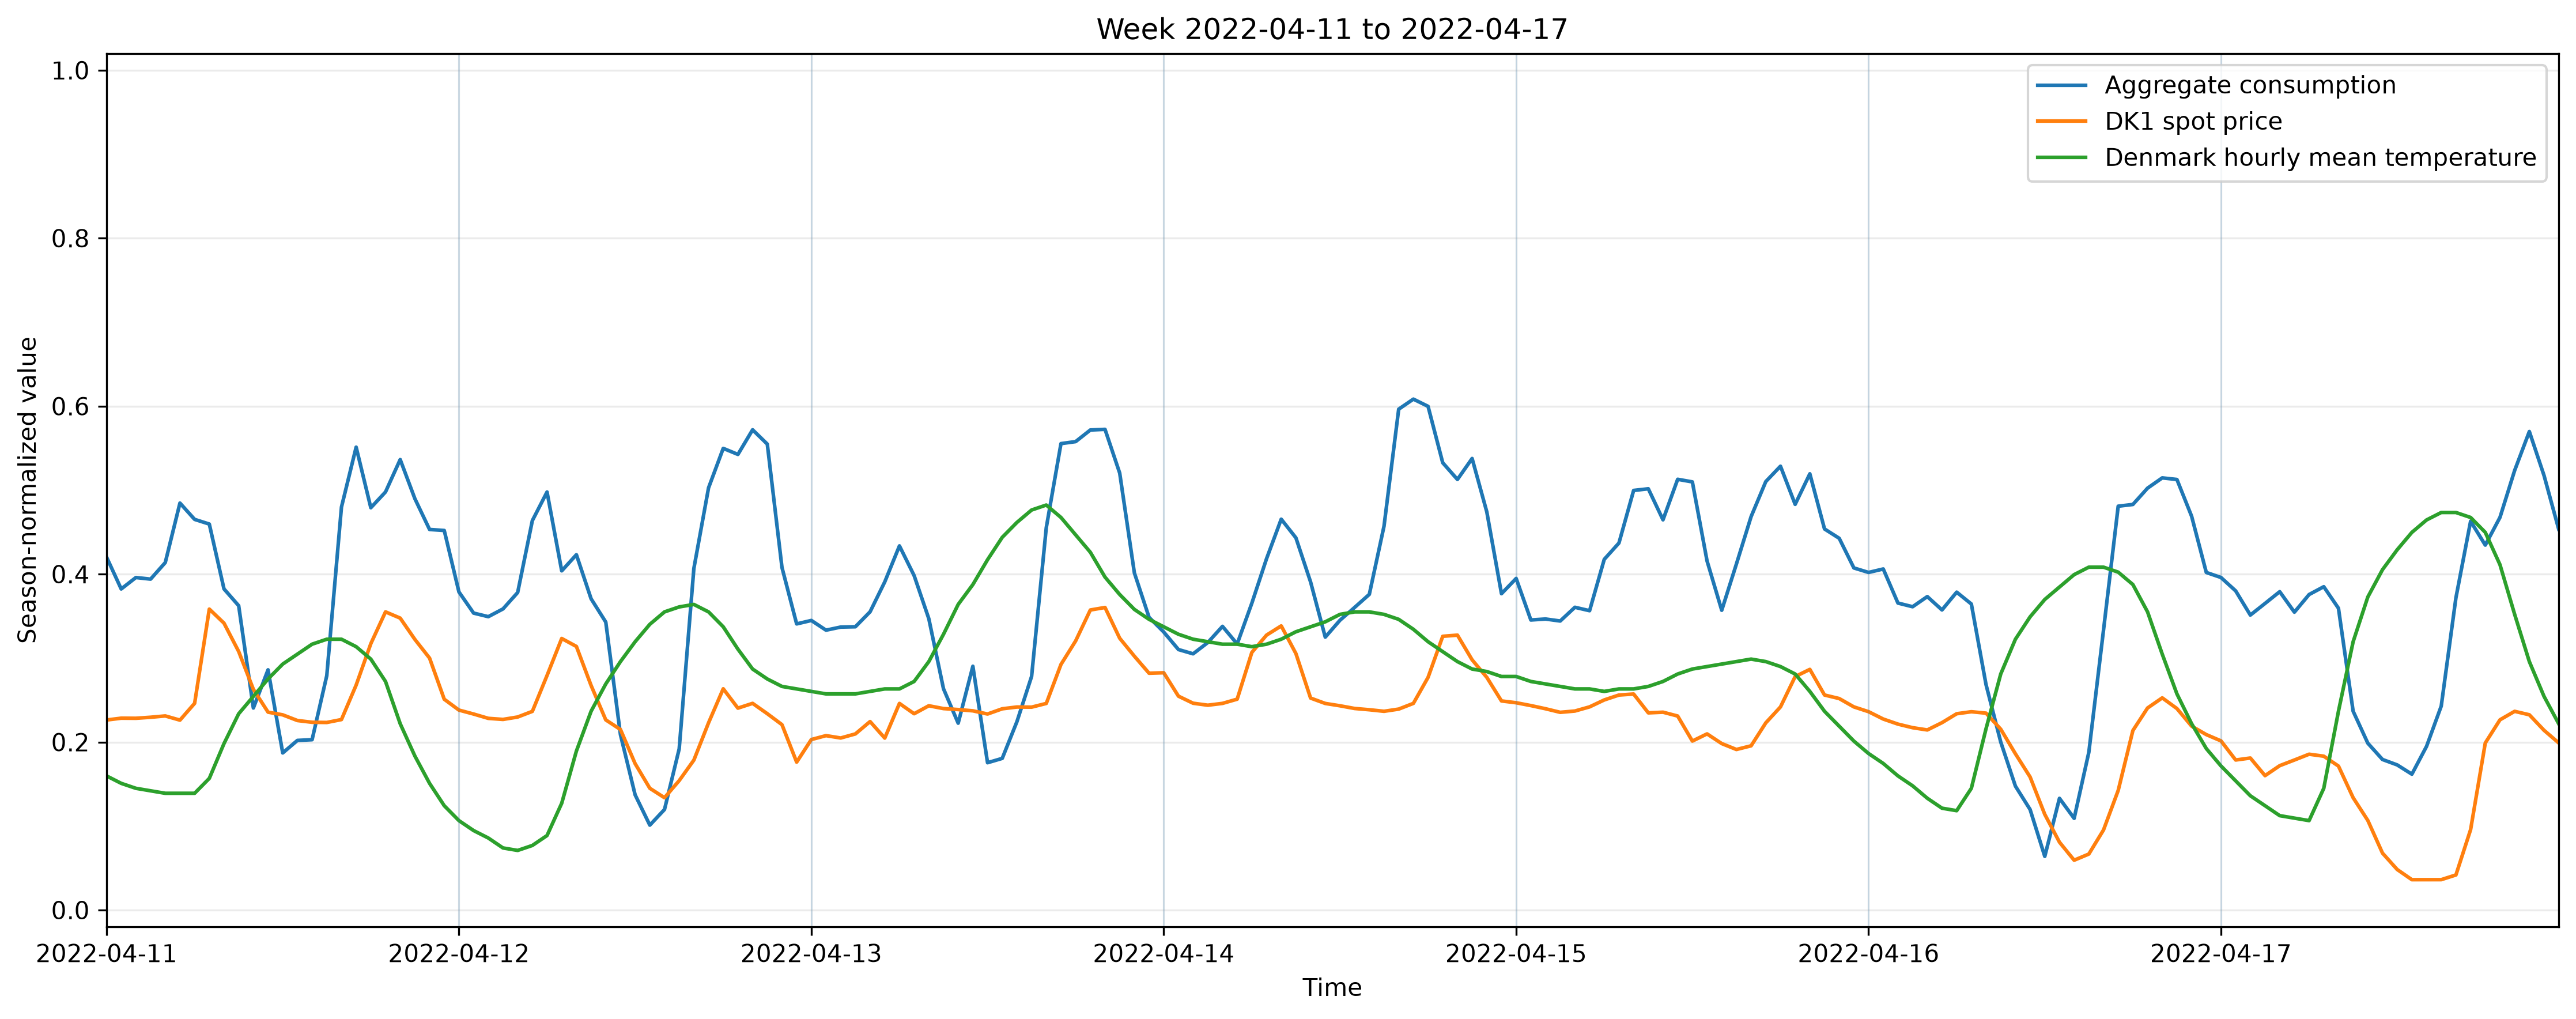 Week 2022-04-11 to 2022-04-17
Aggregate consumption
DK1 spot price
Denmark hourly mean temperature
Season-normalized value
1.0
0.8
0.6
0.4
0.2
0.0
2022-04-11 2022-04-12 2022-04-13 2022-04-14 2022-04-15 2022-04-16 2022-04-17
Time